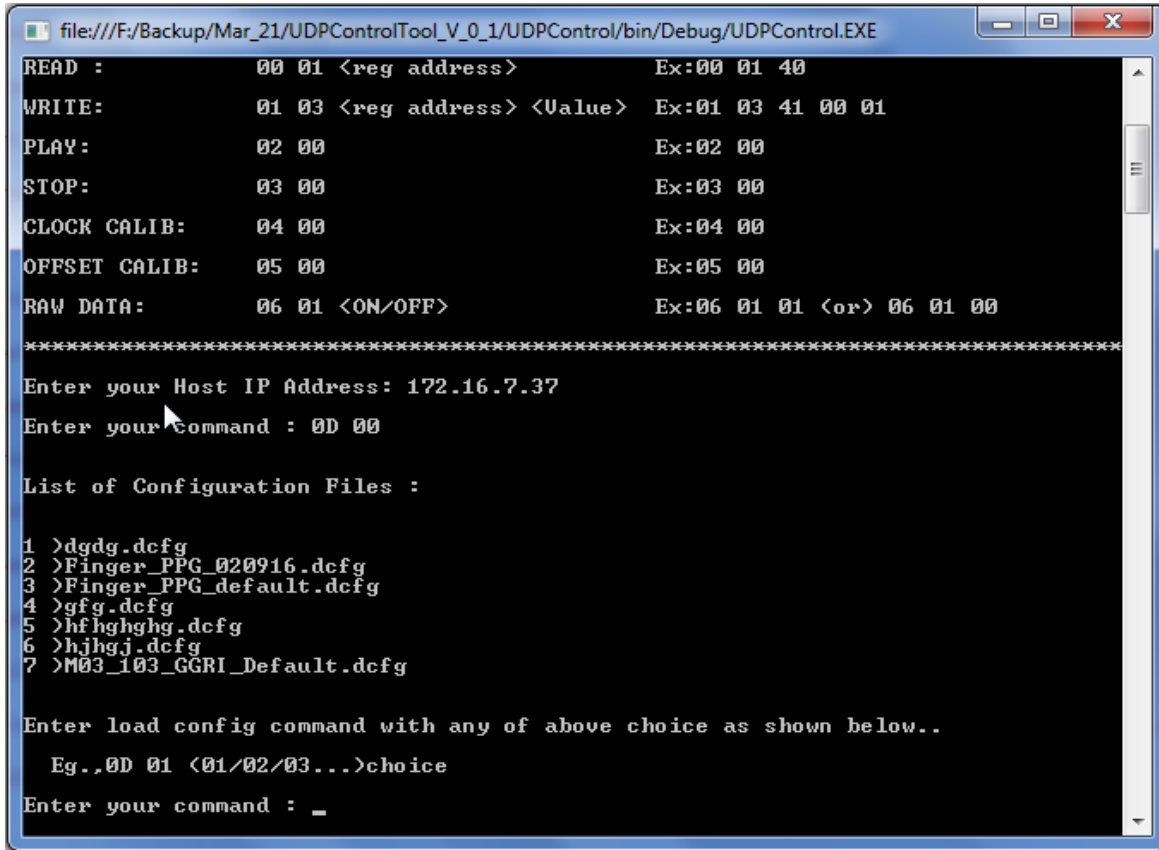 file:///F:/Backup/Mar_21/UDPControlTool_V_0_1/UDPControl/bin/Debug/UDPControl.EXE
READ : 00 01 <reg address> Ex:00 01 40
WRITE: 01 03 <reg address> <Value> Ex:01 03 41 00 01
PLAY: 02 00 Ex:02 00
STOP: 03 00 Ex:03 00
CLOCK CALIB: 04 00 Ex:04 00
OFFSET CALIB: 05 00 Ex:05 00
RAW DATA: 06 01 <ON/OFF> Ex:06 01 01 (or) 06 01 00
*******************************************************************************
Enter your Host IP Address: 172.16.7.37
Enter your command : 0D 00
List of Configuration Files :
1 >dgdg.dcfg
2 >Finger_PPG_020916.dcfg
3 >Finger_PPG_default.dcfg
4 >gfg.dcfg
5 >hfhghghg.dcfg
6 >hjhgj.dcfg
7 >M03_103_GGRI_Default.dcfg
Enter load config command with any of above choice as shown below..
Eg.,0D 01 (01/02/03...)choice
Enter your command : _